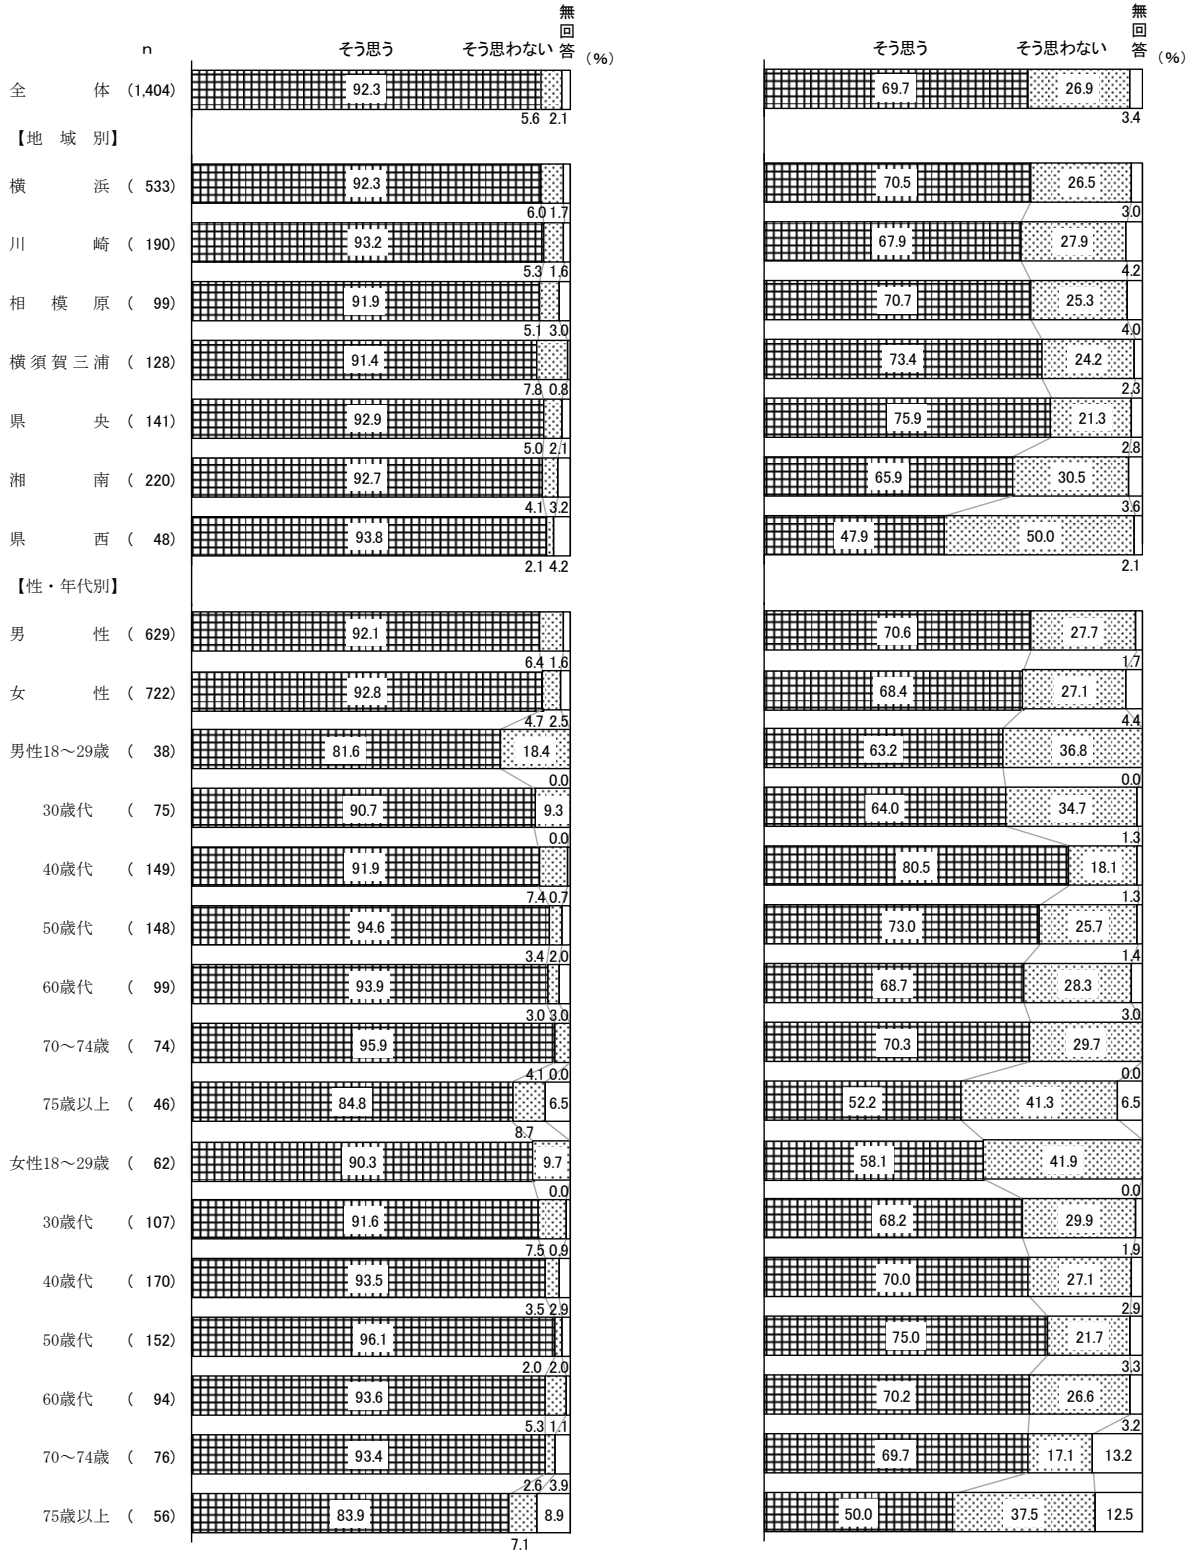 無 無
回 回
n そう思う そう思わない 答 (%) そう思う そう思わない 答 (%)
全 体 (1,404) 92.3 69.7 26.9
5.6 2.1 3.4
【地 域 別】
横 浜 ( 533) 92.3 70.5 26.5
6.0 1.7 3.0
川 崎 ( 190) 93.2 67.9 27.9
5.3 1.6 4.2
相 模 原 ( 99) 91.9 70.7 25.3
5.1 3.0 4.0
横 須 賀 三 浦 ( 128) 91.4 73.4 24.2
7.8 0.8 2.3
県 央 ( 141) 92.9 75.9 21.3
5.0 2.1 2.8
湘 南 ( 220) 92.7 65.9 30.5
4.1 3.2 3.6
県 西 ( 48) 93.8 47.9 50.0
2.1 4.2 2.1
【性・年代別】
男 性 ( 629) 92.1 70.6 27.7
6.4 1.6 1.7
女 性 ( 722) 92.8 68.4 27.1
4.7 2.5 4.4
男性18～29歳 ( 38) 81.6 18.4 63.2 36.8
0.0 0.0
30歳代 ( 75) 90.7 9.3 64.0 34.7
0.0 1.3
40歳代 ( 149) 91.9 80.5 18.1
7.4 0.7 1.3
50歳代 ( 148) 94.6 73.0 25.7
3.4 2.0 1.4
60歳代 ( 99) 93.9 68.7 28.3
3.0 3.0 3.0
70～74歳 ( 74) 95.9 70.3 29.7
4.1 0.0 0.0
75歳以上 ( 46) 84.8 6.5 52.2 41.3 6.5
8.7
女性18～29歳 ( 62) 90.3 9.7 58.1 41.9
0.0 0.0
30歳代 ( 107) 91.6 68.2 29.9
7.5 0.9 1.9
40歳代 ( 170) 93.5 70.0 27.1
3.5 2.9 2.9
50歳代 ( 152) 96.1 75.0 21.7
2.0 2.0 3.3
60歳代 ( 94) 93.6 70.2 26.6
5.3 1.1 3.2
70～74歳 ( 76) 93.4 69.7 17.1 13.2
2.6 3.9
75歳以上 ( 56) 83.9 8.9 50.0 37.5 12.5
7.1